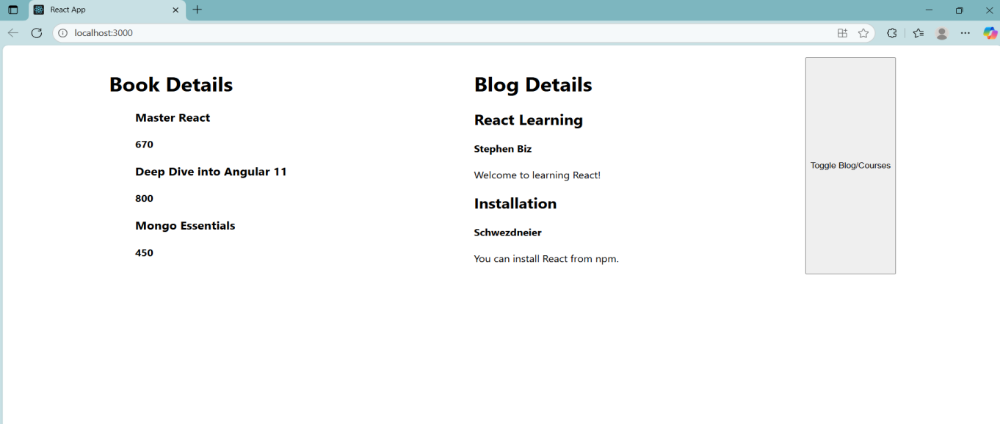 React App
localhost:3000
Book Details
Master React
670
Deep Dive into Angular 11
800
Mongo Essentials
450
Blog Details
React Learning
Stephen Biz
Welcome to learning React!
Installation
Schwezdneier
You can install React from npm.
Toggle Blog/Courses